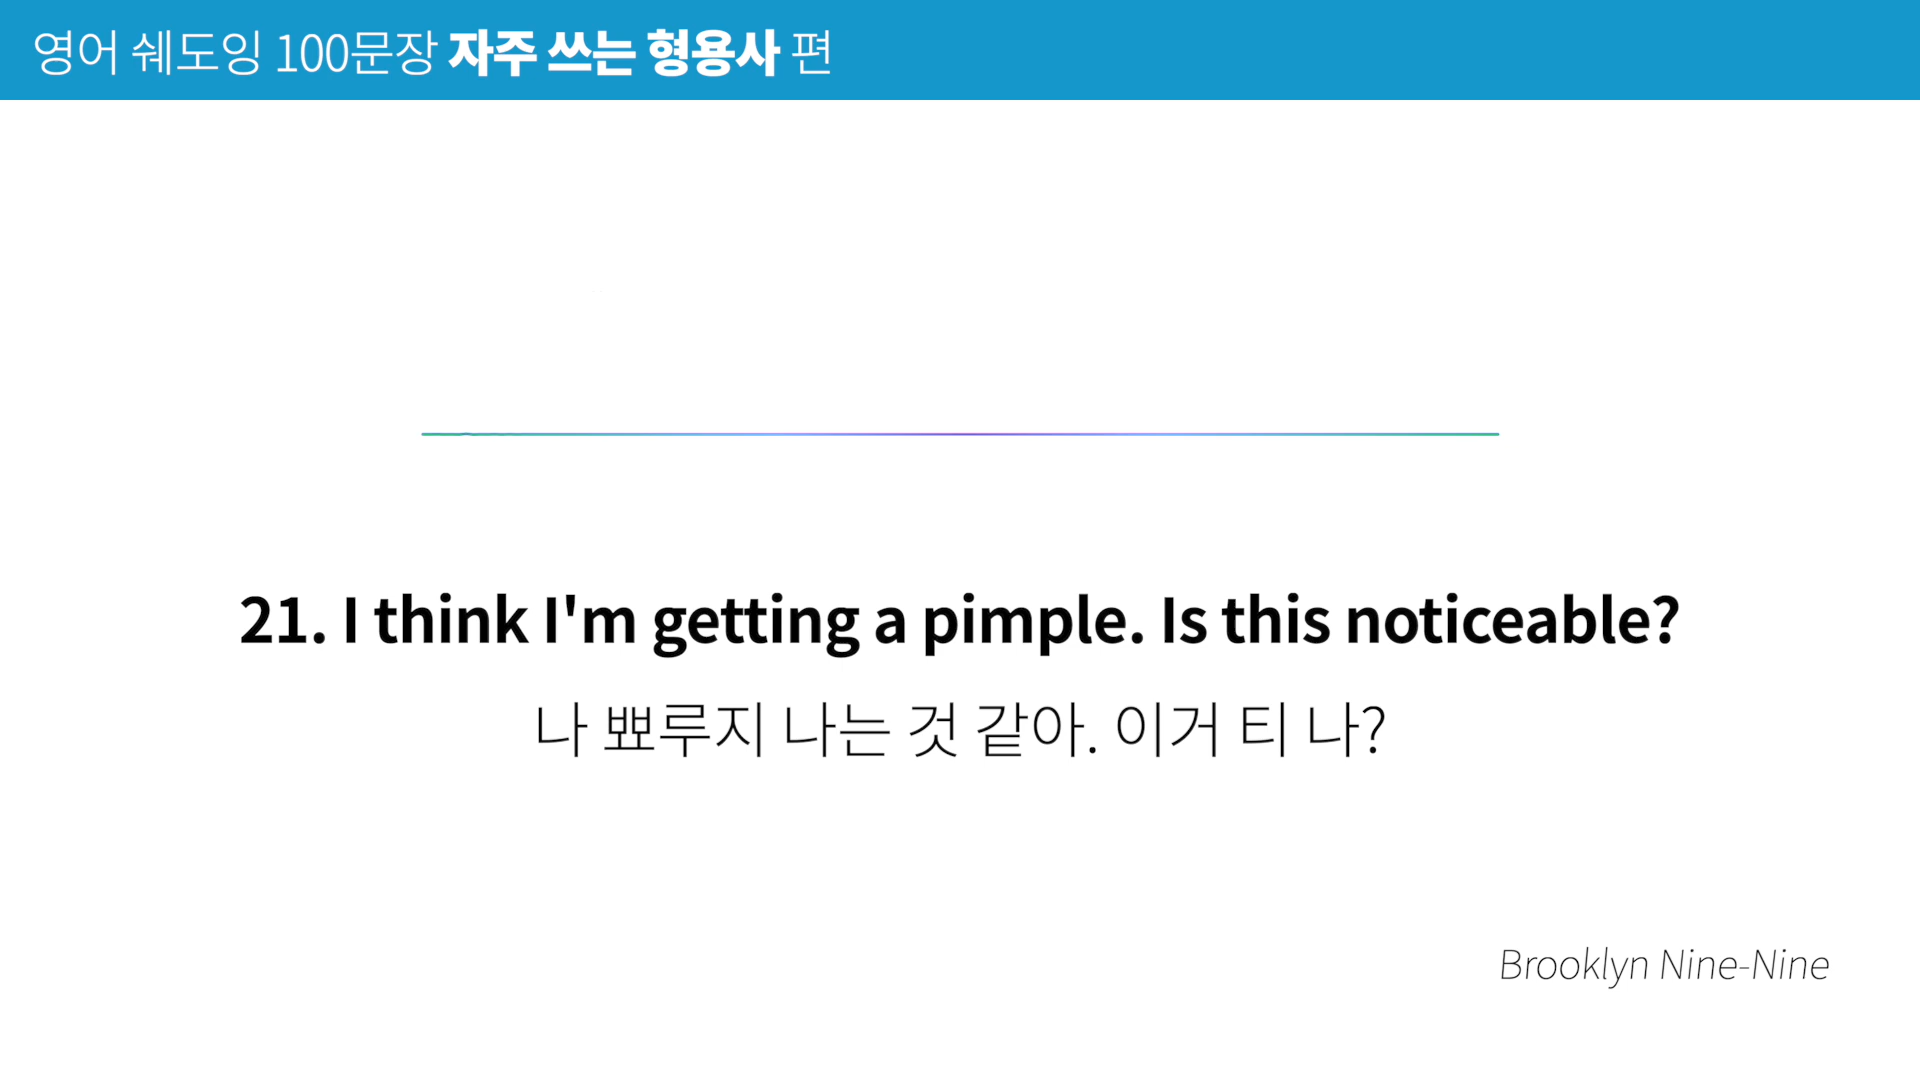 영어 쉐도잉 100문장 자주 쓰는 형용사 편
21. I think I'm getting a pimple. Is this noticeable?
나 뾰루지 나는 것 같아. 이거 티 나?
Brooklyn Nine-Nine